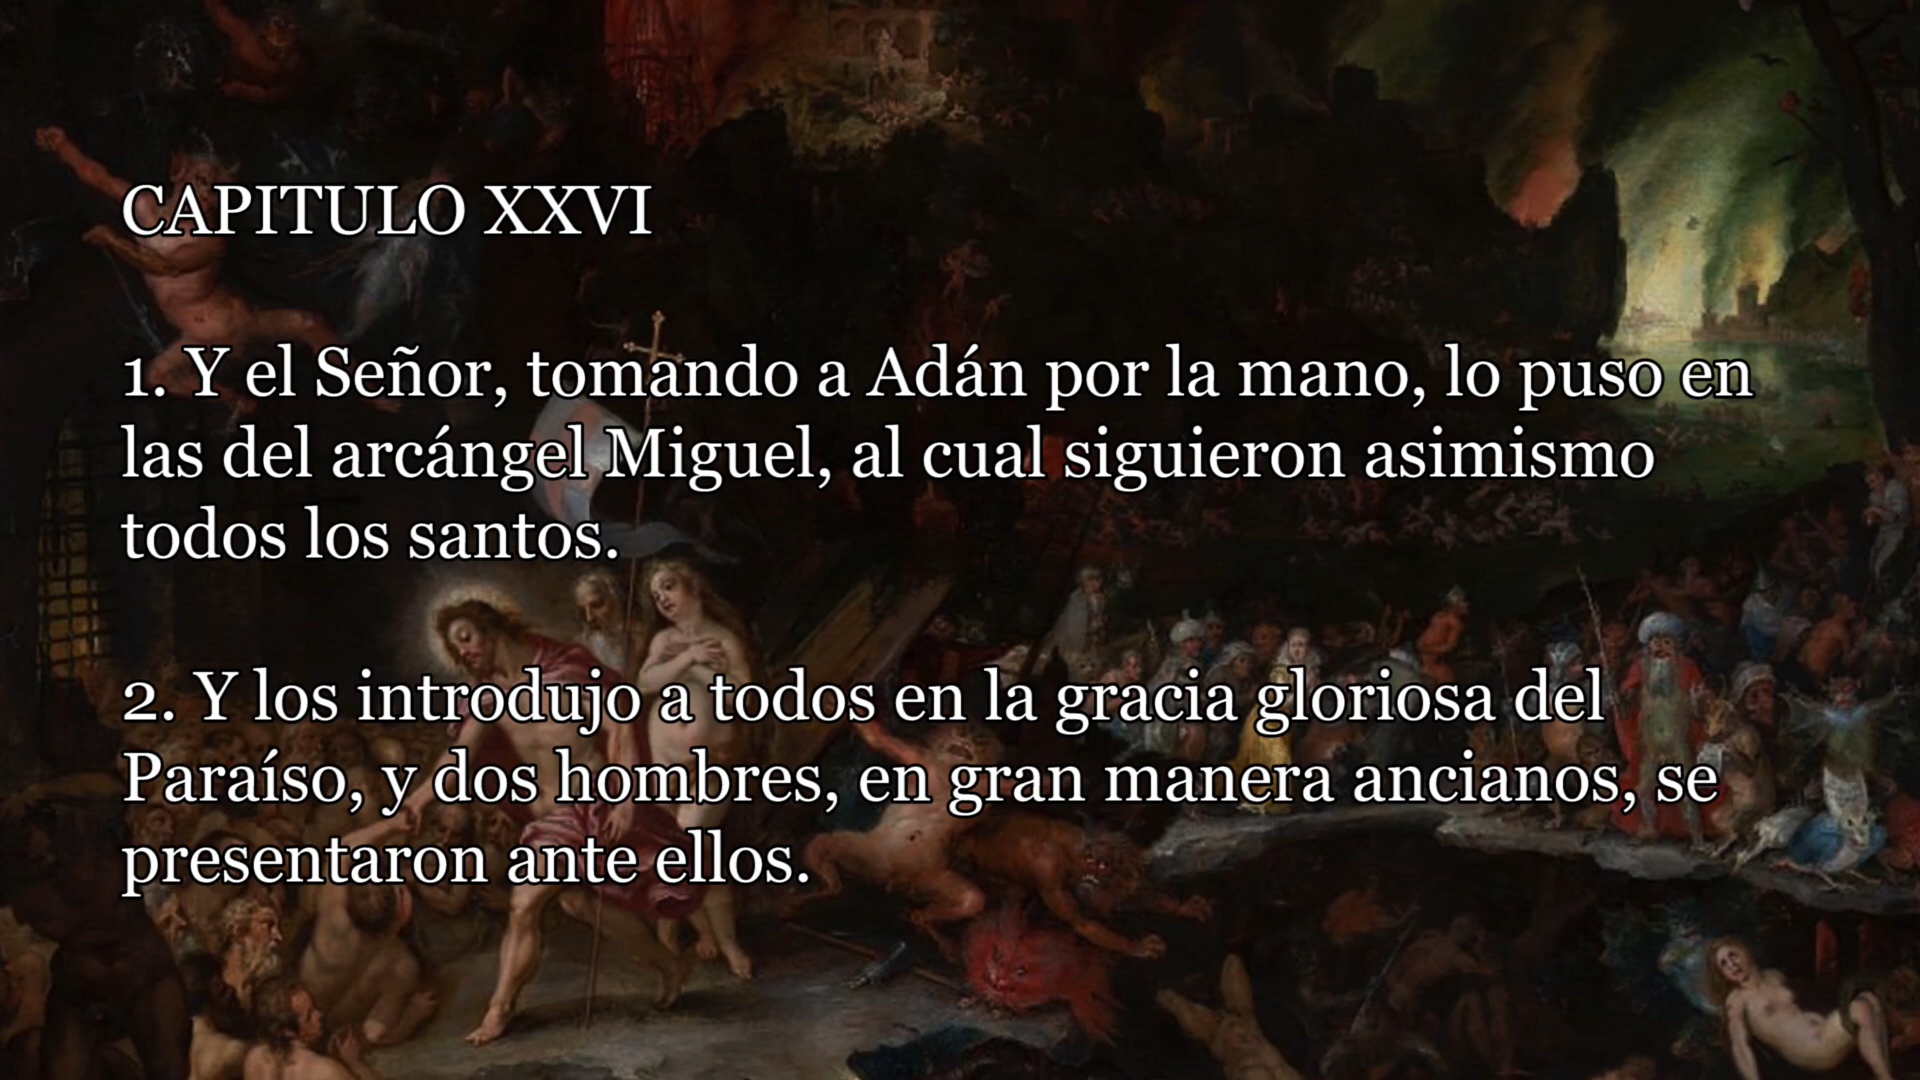 CAPITULO XXVI
1. Y el Señor, tomando a Adán por la mano, lo puso en
las del arcángel Miguel, al cual siguieron asimismo
todos los santos.
2. Y los introdujo a todos en la gracia gloriosa del
Paraíso, y dos hombres, en gran manera ancianos, se
presentaron ante ellos.